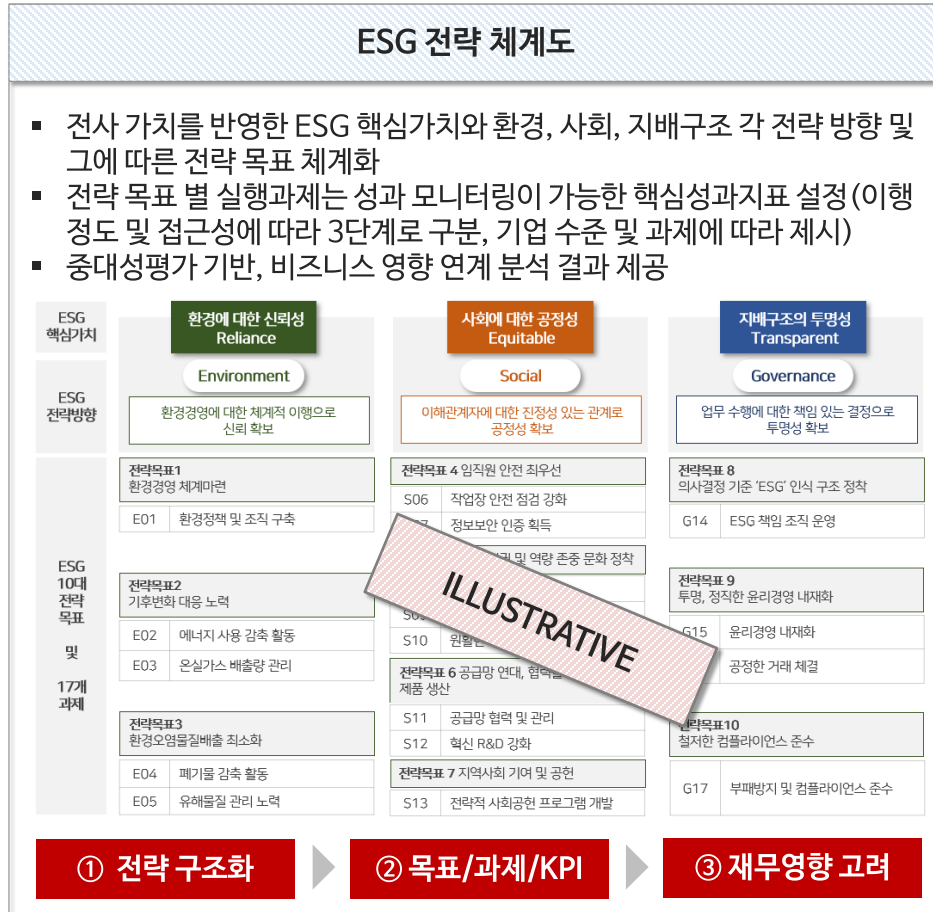 ESG 전략 체계도
▪ 전사 가치를 반영한 ESG 핵심가치와 환경, 사회, 지배구조 각 전략 방향 및
그에 따른 전략 목표 체계화
▪ 전략 목표 별 실행과제는 성과 모니터링이 가능한 핵심성과지표 설정(이행
정도 및 접근성에 따라 3단계로 구분, 기업 수준 및 과제에 따라 제시)
▪ 중대성평가 기반, 비즈니스 영향 연계 분석 결과 제공
ESG
핵심가치
환경에 대한 신뢰성
Reliance
사회에 대한 공정성
Equitable
지배구조의 투명성
Transparent
ESG
전략방향
Environment
환경경영에 대한 체계적 이행으로
신뢰 확보
Social
이해관계자에 대한 진정성 있는 관계로
공정성 확보
Governance
업무 수행에 대한 책임 있는 결정으로
투명성 확보
ESG
10대
전략
목표
및
17개
과제
전략목표1
환경경영 체계마련
E01 환경정책 및 조직 구축
전략목표2
기후변화 대응 노력
E02 에너지 사용 감축 활동
E03 온실가스 배출량 관리
전략목표3
환경오염물질배출 최소화
E04 폐기물 감축 활동
E05 유해물질 관리 노력
전략목표 4 임직원 안전 최우선
S06 작업장 안전 점검 강화
정보보안 인증 획득
및 역량 존중 문화 정착
S10
전략목표 6 공급망 연대,
제품 생산
S11 공급망 협력 및 관리
S12 혁신 R&D 강화
전략목표 7 지역사회 기여 및 공헌
S13 전략적 사회공헌 프로그램 개발
전략목표 8
의사결정 기준 ‘ESG’ 인식 구조 정착
G14 ESG 책임 조직 운영
전략목표 9
투명, 정직한 윤리경영 내재화
G15 윤리경영 내재화
공정한 거래 체결
전략목표10
철저한 컴플라이언스 준수
G17 부패방지 및 컴플라이언스 준수
ILLUSTRATIVE
① 전략 구조화
② 목표/과제/KPI
③ 재무영향 고려